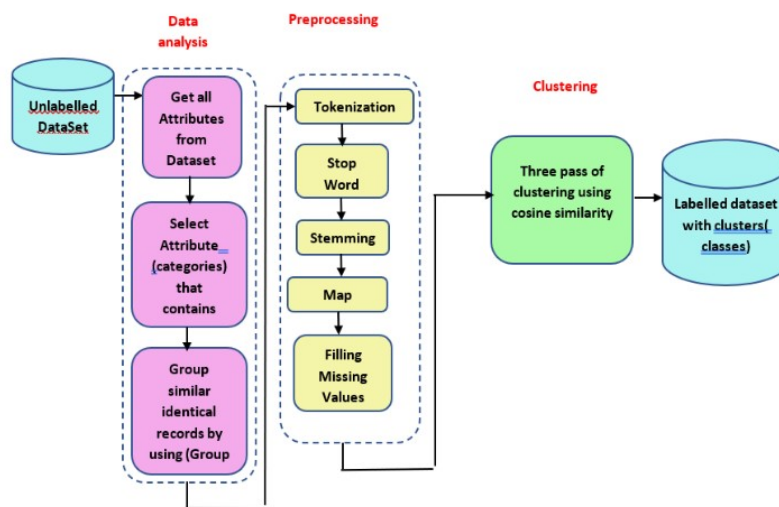 Data
analysis
Preprocessing
Clustering
Unlabelled
DataSet
Get all
Attributes
from
Dataset
Select
Attribute
(categories) that
contains
Group
similar
identical
records by
using (Group
Tokenization
Stop
Word
Stemming
Map
Filling
Missing
Values
Three pass of
clustering using
cosine similarity
Labelled dataset
with clusters(
classes)